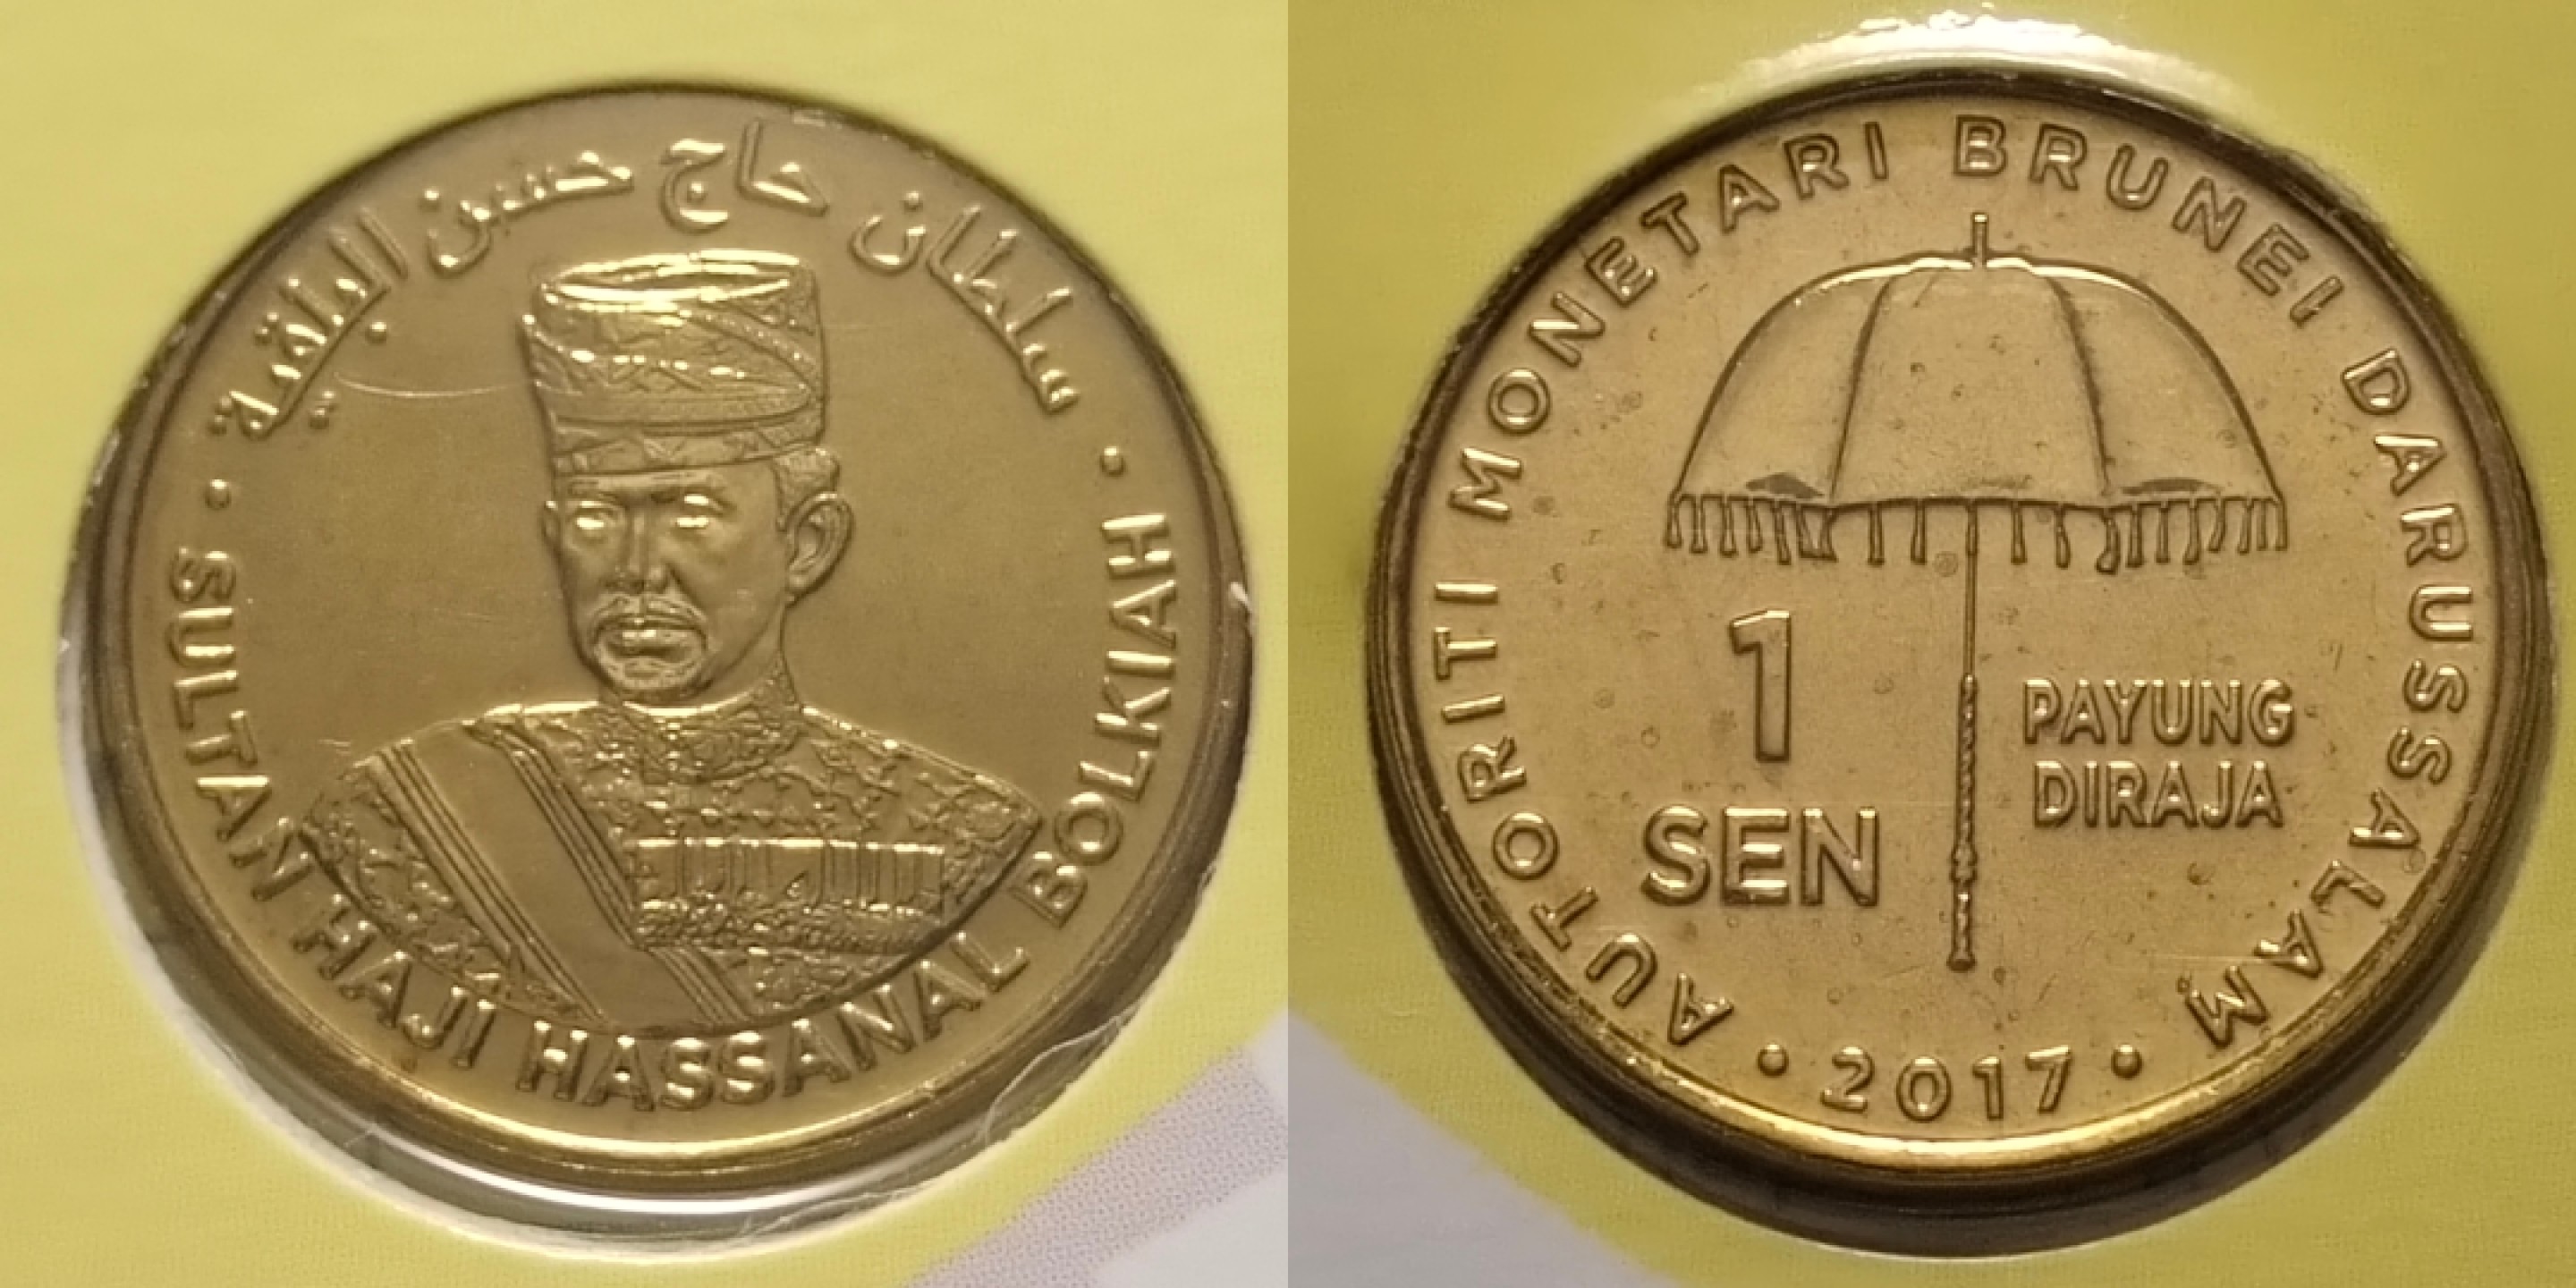 سلطان حاج حسن البلقية
• SULTAN HAJI HASSANAL BOLKIAH •
AUTORITI MONETARI BRUNEI DARUSSALAM
1
SEN
PAYUNG
DIRAJA
• 2017 •